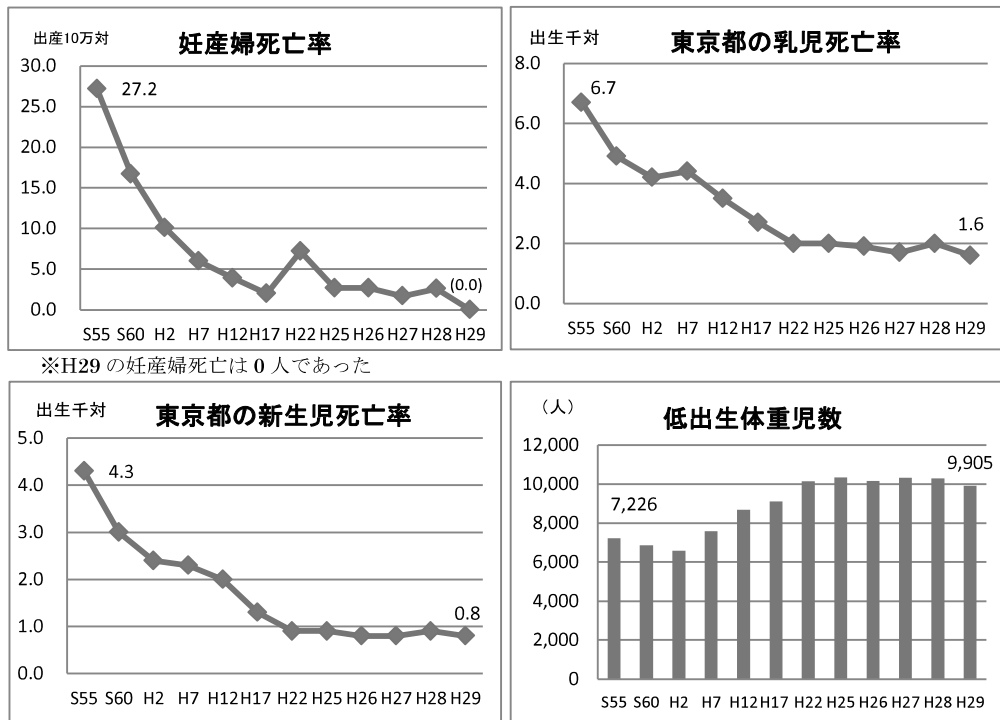 出産10万対
妊産婦死亡率
30.0
25.0
20.0
15.0
10.0
5.0
0.0
27.2
(0.0)
S55 S60 H2 H7 H12 H17 H22 H25 H26 H27 H28 H29
※H29 の妊産婦死亡は 0 人であった
出生千対
東京都の乳児死亡率
8.0
6.0
4.0
2.0
0.0
6.7
1.6
S55 S60 H2 H7 H12 H17 H22 H25 H26 H27 H28 H29
出生千対
東京都の新生児死亡率
5.0
4.0
3.0
2.0
1.0
0.0
4.3
0.8
S55 S60 H2 H7 H12 H17 H22 H25 H26 H27 H28 H29
（人）
低出生体重児数
12,000
10,000
8,000
6,000
4,000
2,000
0
7,226
9,905
S55 S60 H2 H7 H12 H17 H22 H25 H26 H27 H28 H29